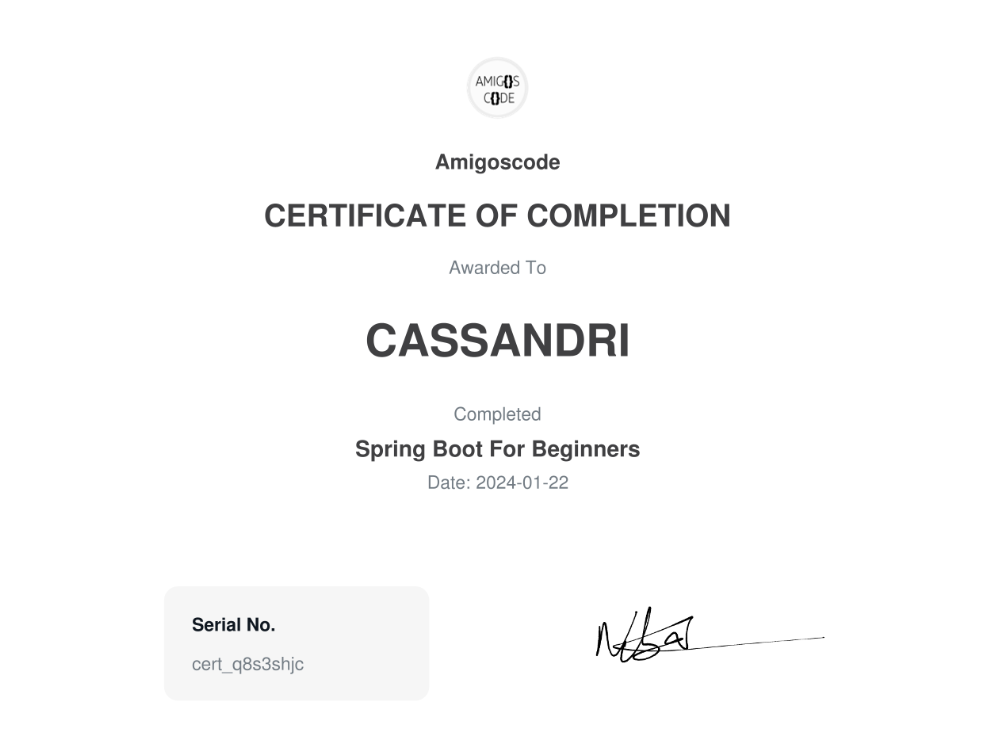 AMIG{}S
C{}DE
Amigoscode
CERTIFICATE OF COMPLETION
Awarded To
CASSANDRI
Completed
Spring Boot For Beginners
Date: 2024-01-22
Serial No.
cert_q8s3shjc